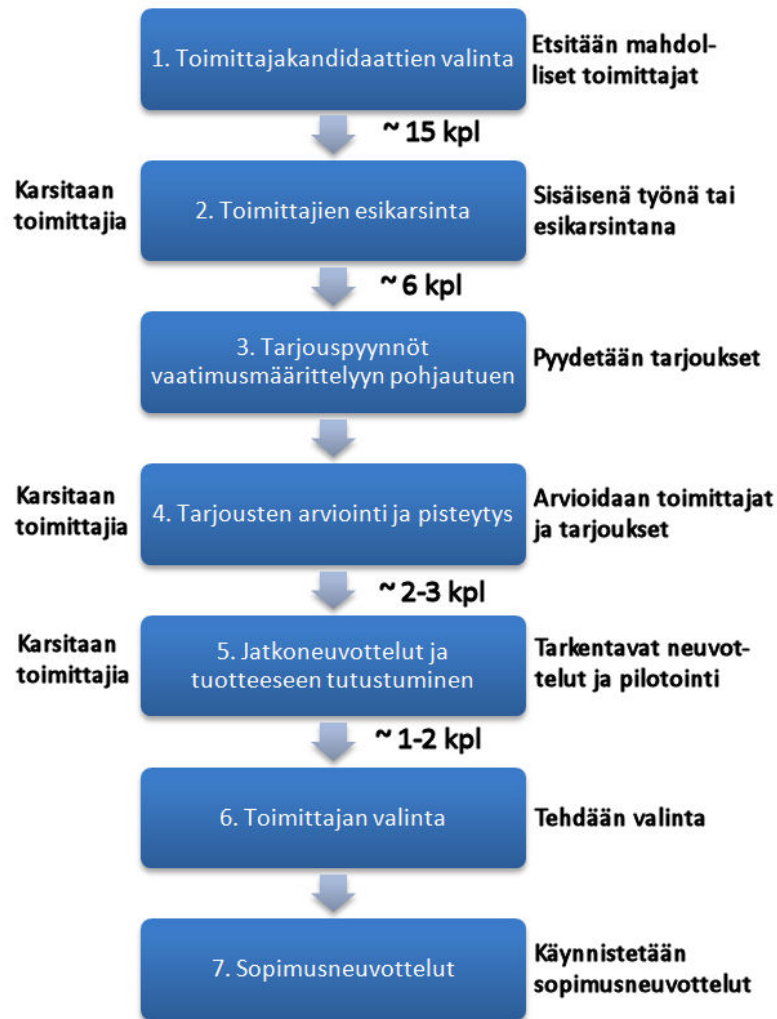 1. Toimittajakandidaattien valinta
Etsitään mahdol-
liset toimittajat
~ 15 kpl
Karsitaan
toimittajia
2. Toimittajien esikarsinta
Sisäisenä työnä tai
esikarsintana
~ 6 kpl
3. Tarjouspyynnöt
vaatimusmäärittelyyn pohjautuen
Pyydetään tarjoukset
Karsitaan
toimittajia
4. Tarjousten arviointi ja pisteytys
Arvioidaan toimittajat
ja tarjoukset
~ 2-3 kpl
Karsitaan
toimittajia
5. Jatkoneuvottelut ja
tuotteeseen tutustuminen
Tarkentavat neuvot-
telut ja pilotointi
~ 1-2 kpl
6. Toimittajan valinta
Tehdään valinta
7. Sopimusneuvottelut
Käynnistetään
sopimusneuvottelut